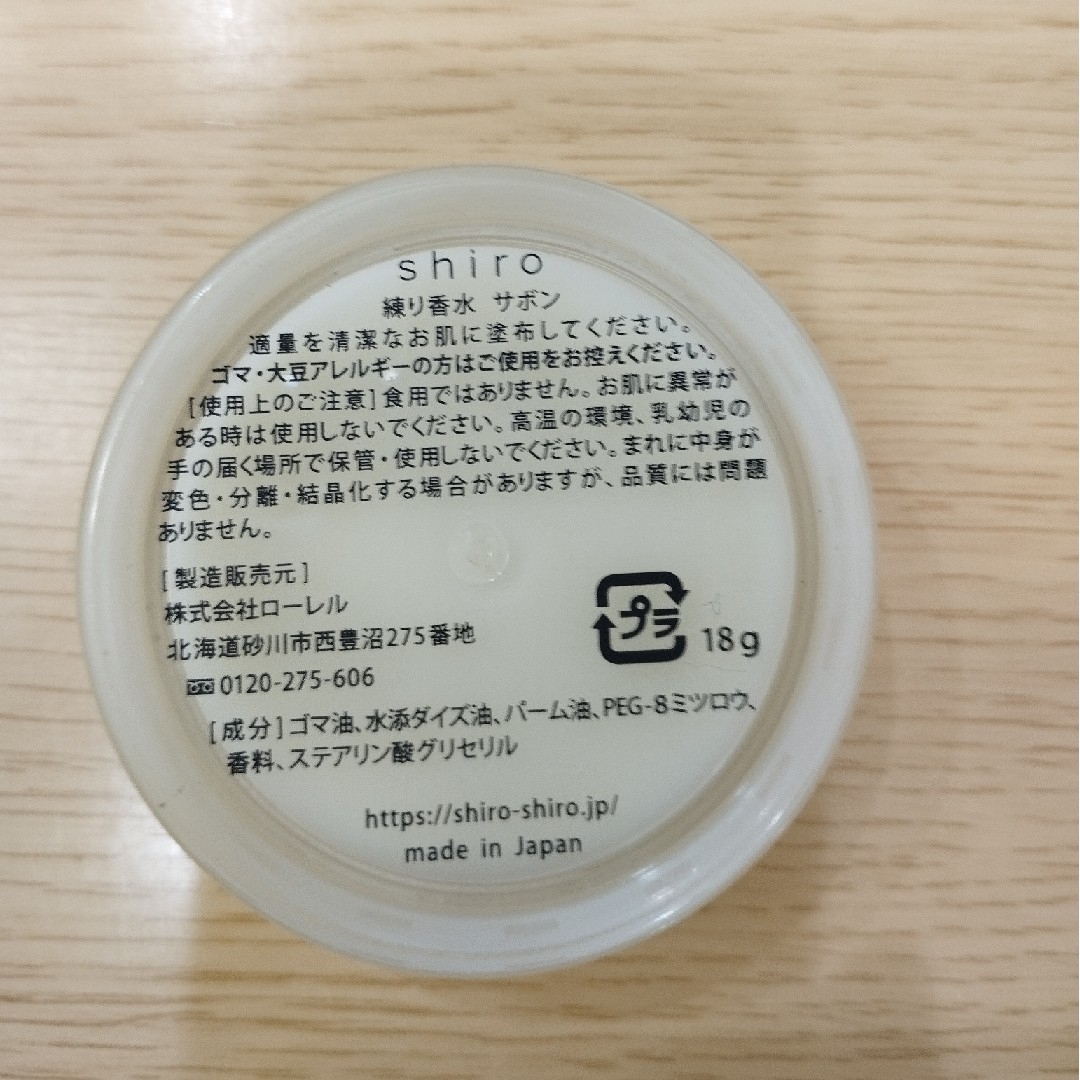 shiro
練り香水 サボン
適量を清潔なお肌に塗布してください。
ゴマ・大豆アレルギーの方はご使用をお控えください。
[使用上のご注意]食用ではありません。お肌に異常が
ある時は使用しないでください。高温の環境、乳幼児の
手の届く場所で保管・使用しないでください。まれに中身が
変色・分離・結晶化する場合がありますが、品質には問題
ありません。
[製造販売元]
株式会社ローレル
北海道砂川市西豊沼275番地
0120-275-606
プラ
18g
[成分]ゴマ油、水添ダイズ油、パーム油、PEG-8ミツロウ、
香料、ステアリン酸グリセリル
https://shiro-shiro.jp/
made in Japan